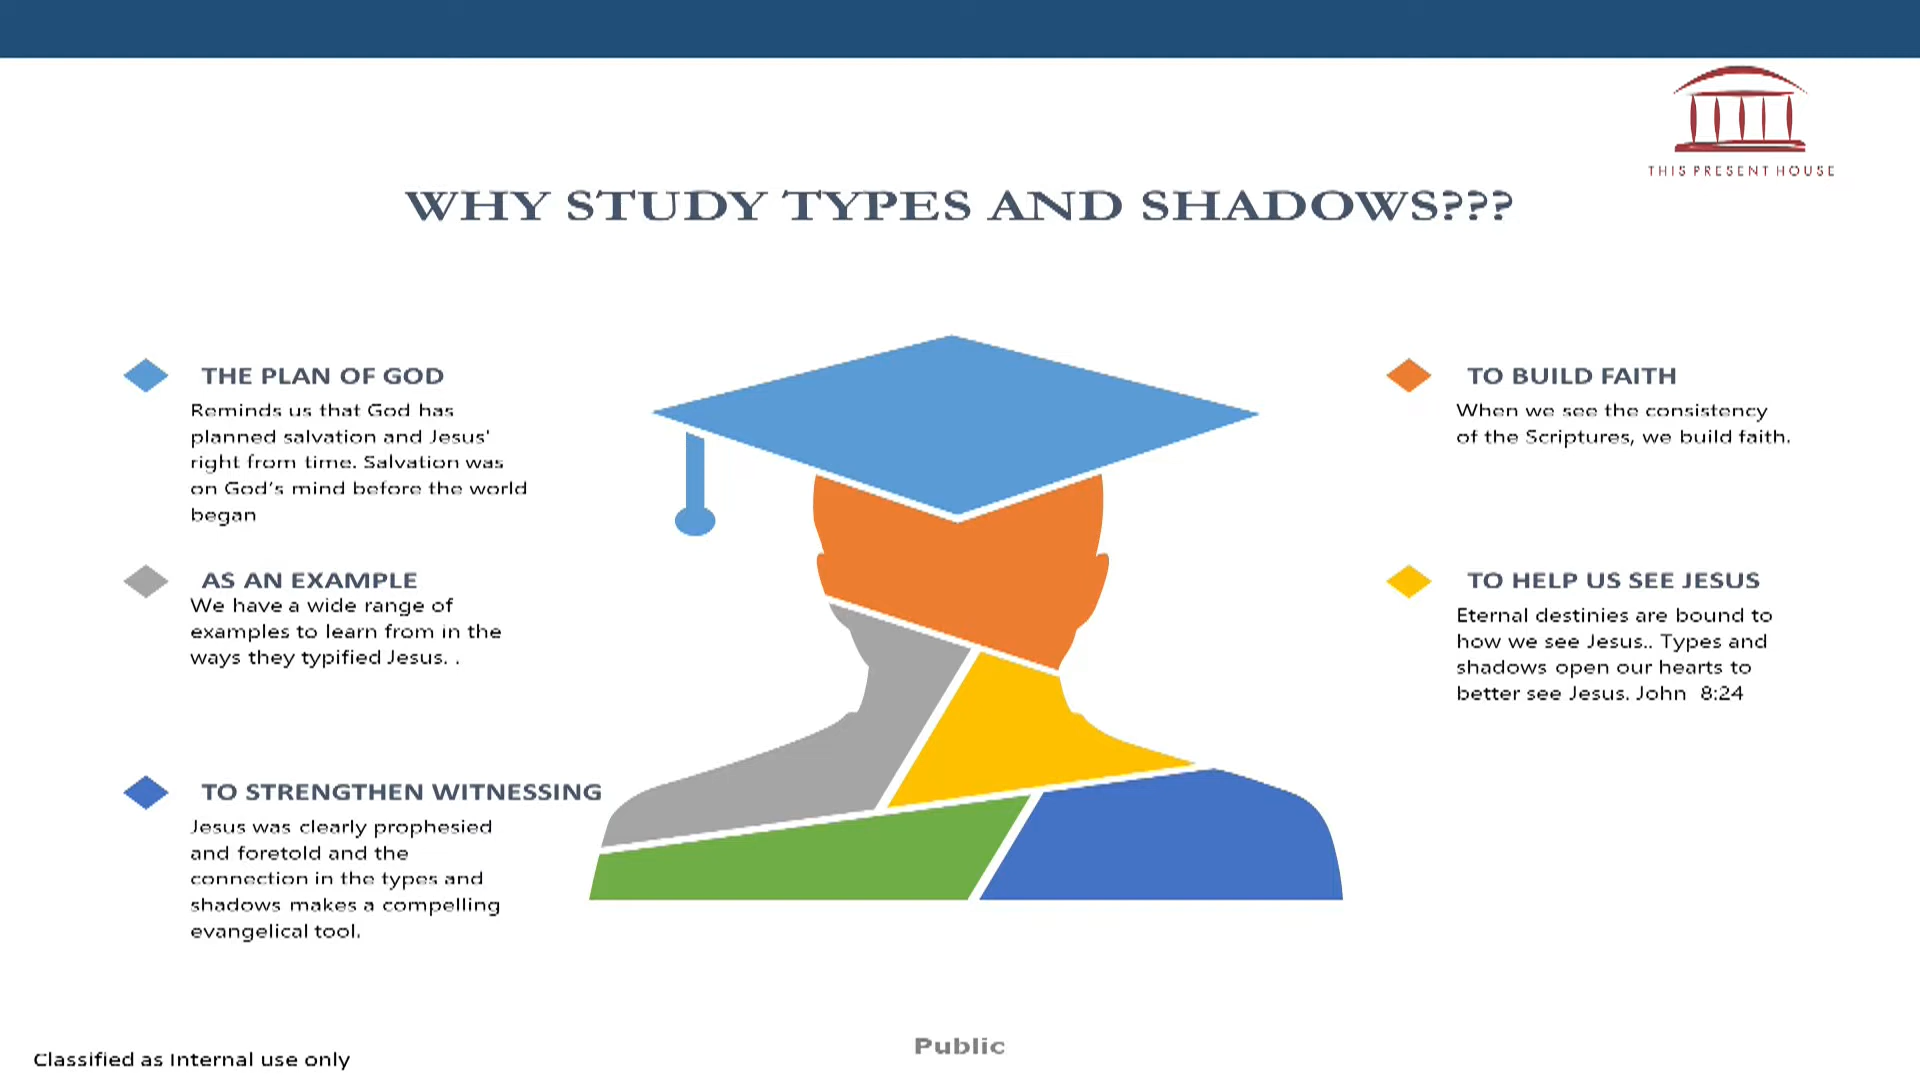 THIS PRESENT HOUSE
WHY STUDY TYPES AND SHADOWS???
THE PLAN OF GOD
Reminds us that God has
planned salvation and Jesus'
right from time. Salvation was
on God's mind before the world
began
AS AN EXAMPLE
We have a wide range of
examples to learn from in the
ways they typified Jesus. .
TO STRENGTHEN WITNESSING
Jesus was clearly prophesied
and foretold and the
connection in the types and
shadows makes a compelling
evangelical tool.
TO BUILD FAITH
When we see the consistency
of the Scriptures, we build faith.
TO HELP US SEE JESUS
Eternal destinies are bound to
how we see Jesus.. Types and
shadows open our hearts to
better see Jesus. John  8:24
Public
Classified as Internal use only